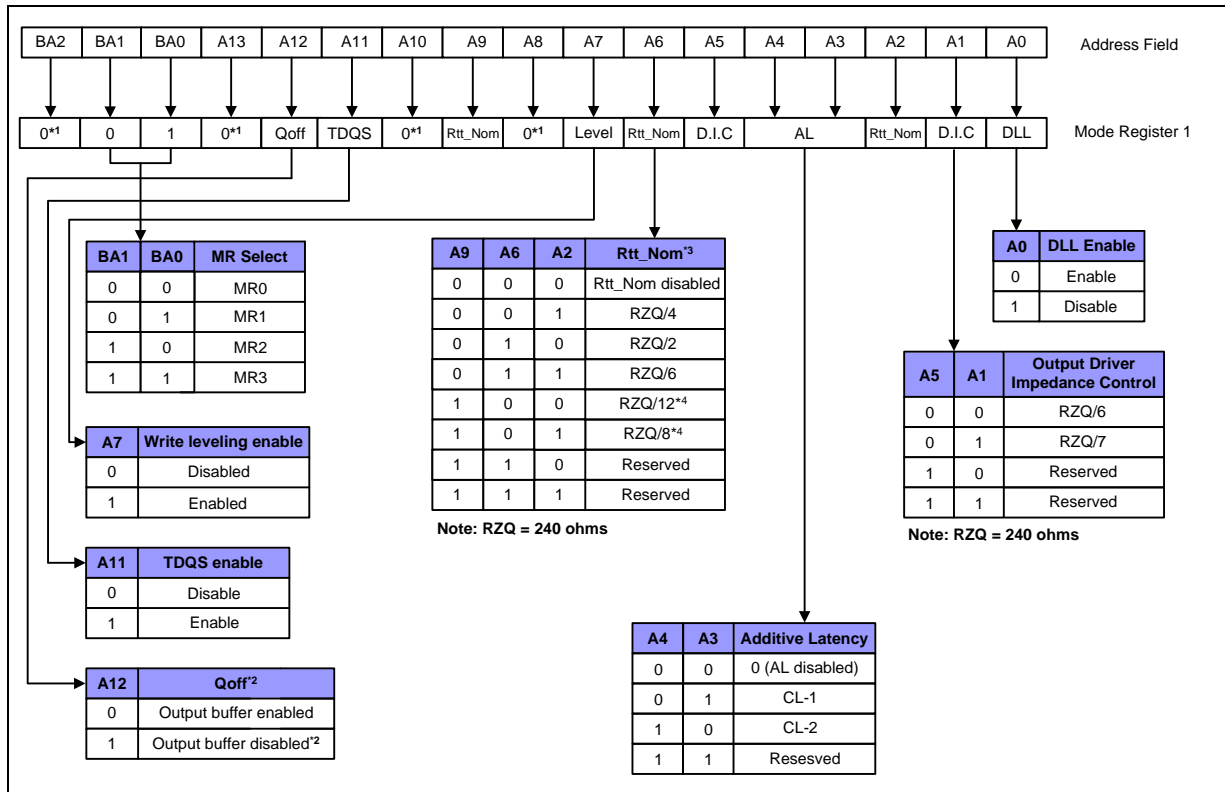 BA2 BA1 BA0 A13 A12 A11 A10 A9 A8 A7 A6 A5 A4 A3 A2 A1 A0 Address Field
0*1 0 1 0*1 Qoff TDQS 0*1 Rtt_Nom 0*1 Level Rtt_Nom D.I.C AL Rtt_Nom D.I.C DLL Mode Register 1
BA1 BA0 MR Select
0 0 MR0
0 1 MR1
1 0 MR2
1 1 MR3
A7 Write leveling enable
0 Disabled
1 Enabled
A11 TDQS enable
0 Disable
1 Enable
A12 Qoff*2
0 Output buffer enabled
1 Output buffer disabled*2
A9 A6 A2 Rtt_Nom*3
0 0 0 Rtt_Nom disabled
0 0 1 RZQ/4
0 1 0 RZQ/2
0 1 1 RZQ/6
1 0 0 RZQ/12*4
1 0 1 RZQ/8*4
1 1 0 Reserved
1 1 1 Reserved
Note: RZQ = 240 ohms
A4 A3 Additive Latency
0 0 0 (AL disabled)
0 1 CL-1
1 0 CL-2
1 1 Resesved
A0 DLL Enable
0 Enable
1 Disable
A5 A1 Output Driver
Impedance Control
0 0 RZQ/6
0 1 RZQ/7
1 0 Reserved
1 1 Reserved
Note: RZQ = 240 ohms